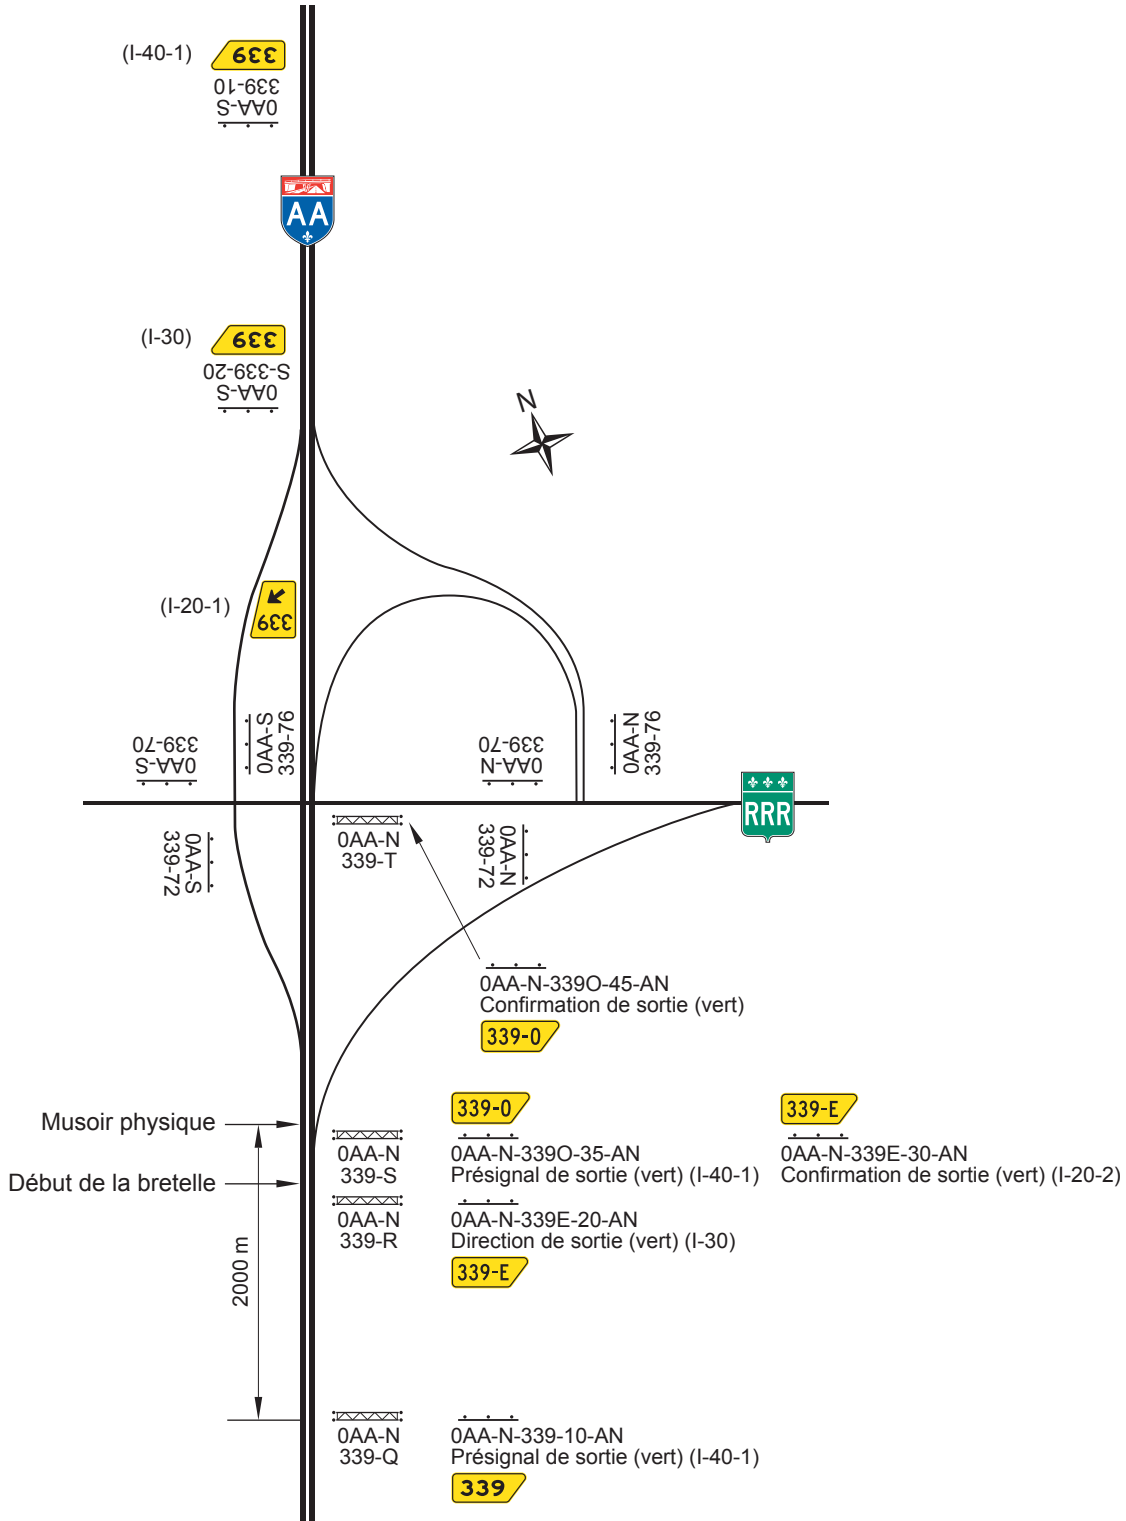 (I-40-1)
339
339-10
0AA-S
AA
(I-30)
339
S-339-20
0AA-S
N
(I-20-1)
339
0AA-S
339-76
0AA-N
339-76
339-70
0AA-S
339-70
0AA-N
RRR
0AA-N
339-T
0AA-S
339-72
0AA-N
339-72
0AA-N-339O-45-AN
Confirmation de sortie (vert)
339-O
Musoir physique
339-O
339-E
0AA-N
339-S
0AA-N-339O-35-AN
Présignal de sortie (vert) (I-40-1)
0AA-N-339E-30-AN
Confirmation de sortie (vert) (I-20-2)
Début de la bretelle
0AA-N
339-R
0AA-N-339E-20-AN
Direction de sortie (vert) (I-30)
339-E
2000 m
0AA-N
339-Q
0AA-N-339-10-AN
Présignal de sortie (vert) (I-40-1)
339